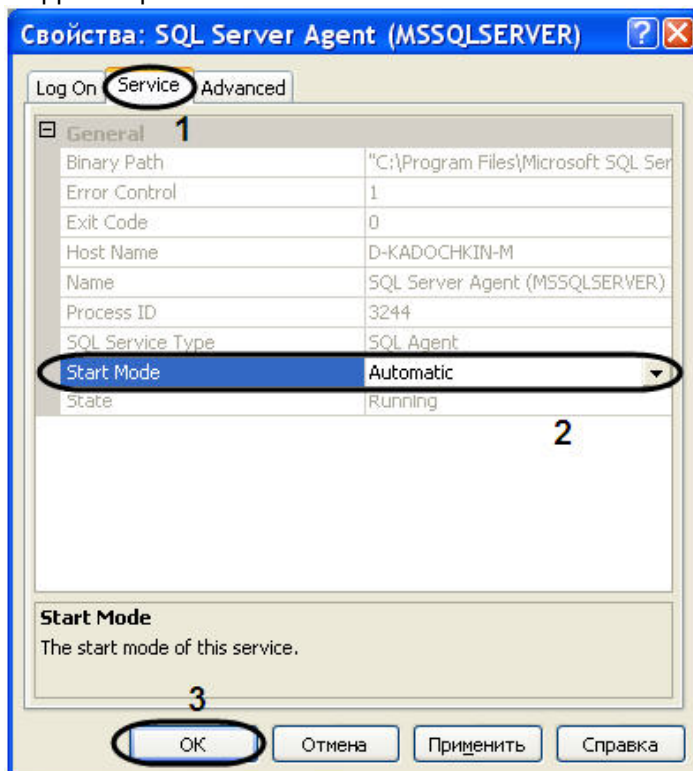 Свойства: SQL Server Agent (MSSQLSERVER)
Log On Service Advanced
1
General
Binary Path "C:\Program Files\Microsoft SQL Ser
Error Control 1
Exit Code 0
Host Name D-KADOCHKIN-M
Name SQL Server Agent (MSSQLSERVER)
Process ID 3244
SQL Service Type SQL Agent
Start Mode Automatic
State Running
2
Start Mode
The start mode of this service.
3
OK Отмена Применить Справка